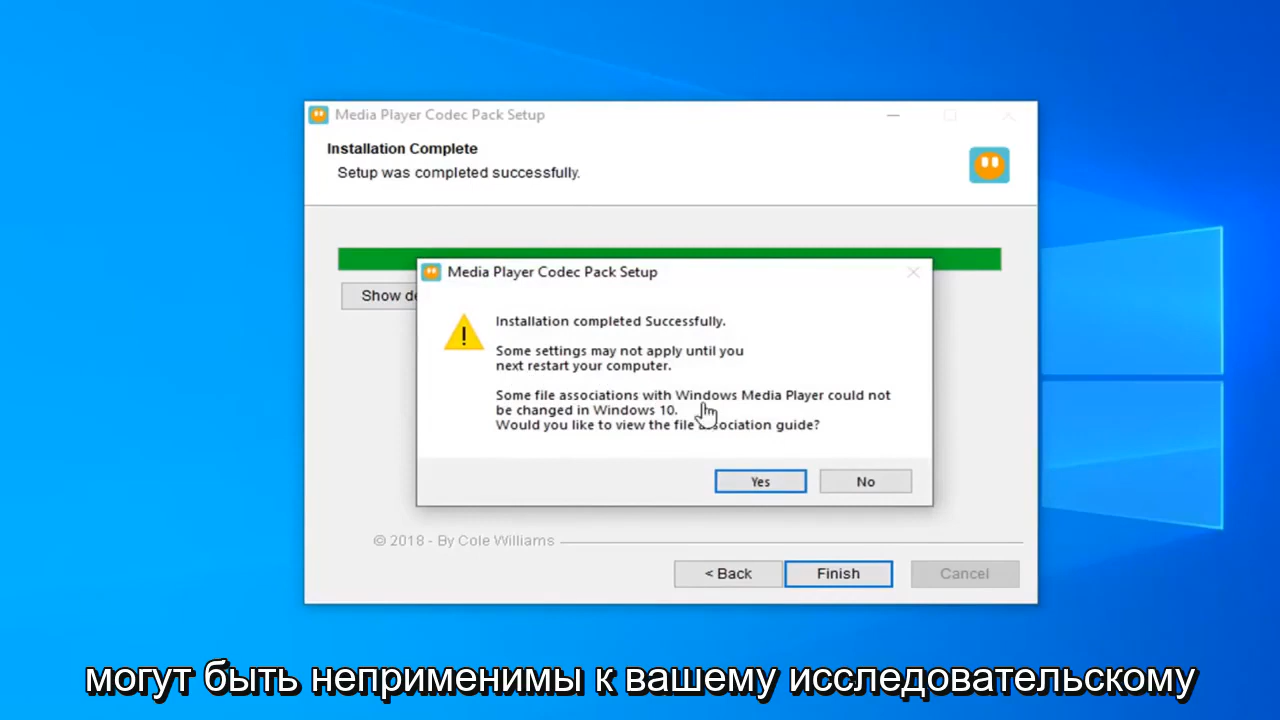 Media Player Codec Pack Setup
Installation Complete
Setup was completed successfully.
Show de
Media Player Codec Pack Setup
Installation completed Successfully.
Some settings may not apply until you
next restart your computer.
Some file associations with Windows Media Player could not
be changed in Windows 10.
Would you like to view the file association guide?
Yes
No
© 2018 - By Cole Williams
< Back
Finish
Cancel
могут быть неприменимы к вашему исследовательскому